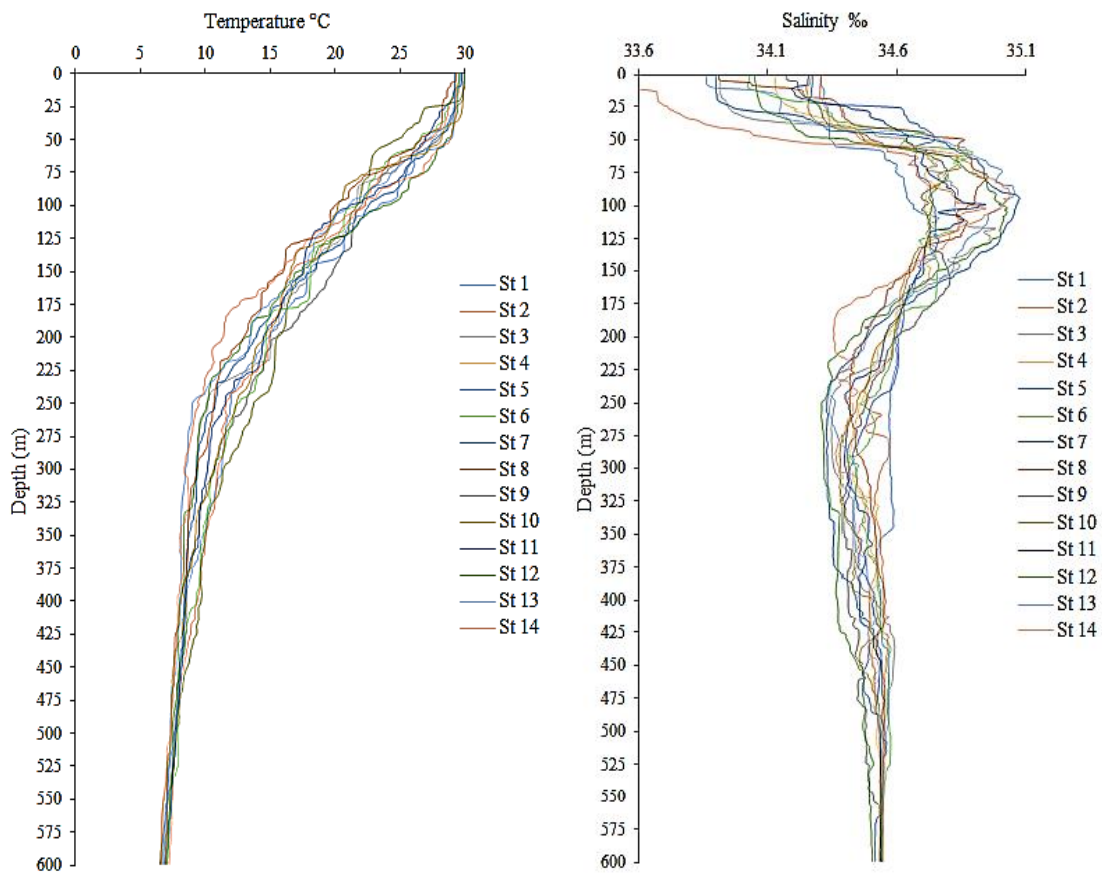 Temperature °C
0 5 10 15 20 25 30
0
25
50
75
100
125
150
175
200
225
250
275
300
325
350
375
400
425
450
475
500
525
550
575
600
Depth (m)
St 1
St 2
St 3
St 4
St 5
St 6
St 7
St 8
St 9
St 10
St 11
St 12
St 13
St 14
Salinity ‰
33.6 34.1 34.6 35.1
0
25
50
75
100
125
150
175
200
225
250
275
300
325
350
375
400
425
450
475
500
525
550
575
600
Depth (m)
St 1
St 2
St 3
St 4
St 5
St 6
St 7
St 8
St 9
St 10
St 11
St 12
St 13
St 14